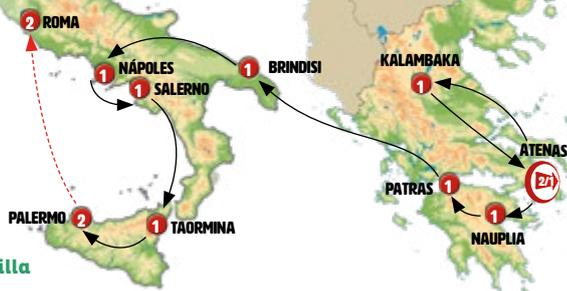 2 ROMA
1 NÁPOLES
1 SALERNO
1 BRINDISI
KALAMBAKA
1
ATENAS
2/1
PATRAS 1
1
NAUPLIA
PALERMO 2
1 TAORMINA
illa